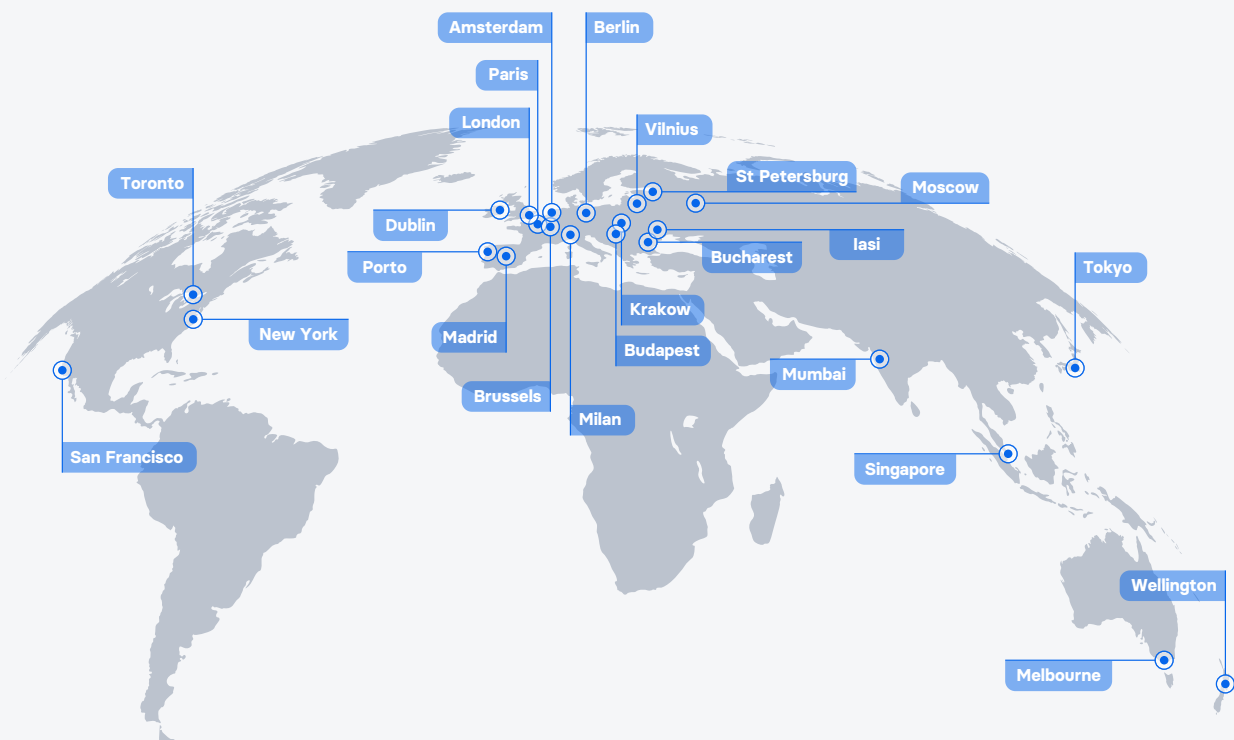 Amsterdam
Berlin
Paris
London
Vilnius
Toronto
St Petersburg
Moscow
Dublin
Iasi
Porto
Bucharest
Tokyo
Krakow
New York
Madrid
Budapest
Mumbai
Brussels
Milan
San Francisco
Singapore
Wellington
Melbourne